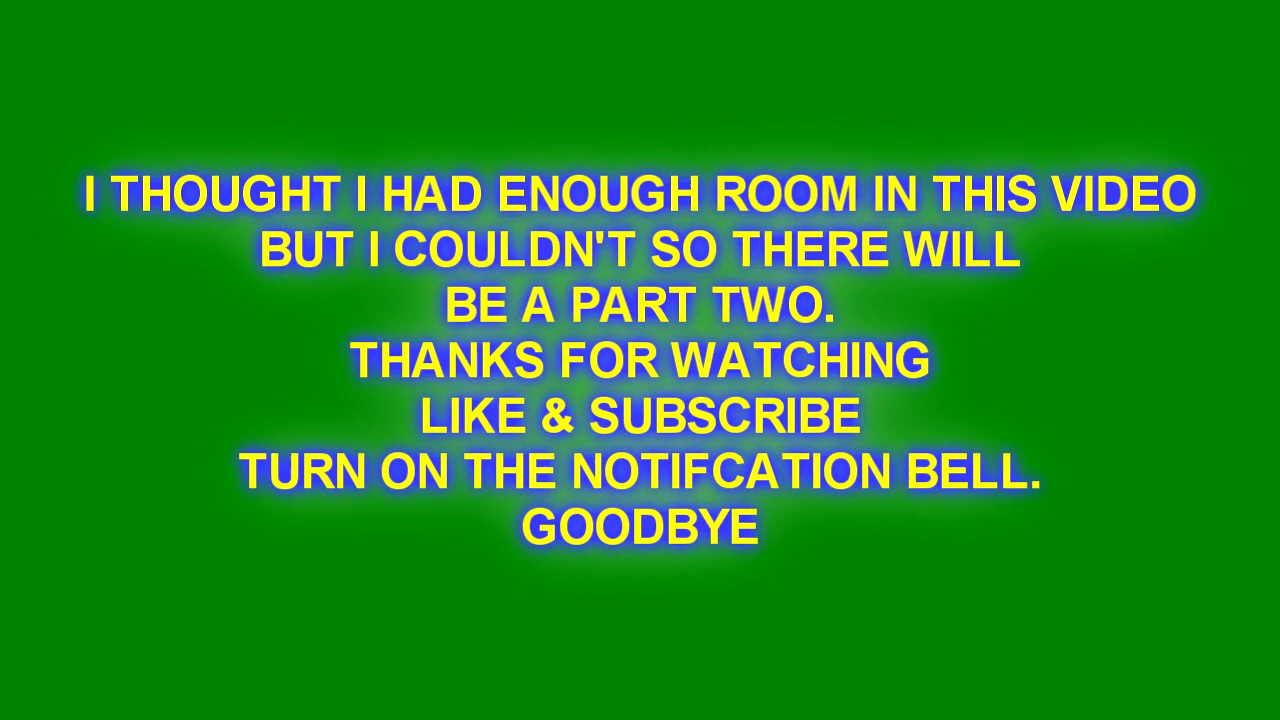 I THOUGHT I HAD ENOUGH ROOM IN THIS VIDEO
BUT I COULDN'T SO THERE WILL
BE A PART TWO.
THANKS FOR WATCHING
LIKE & SUBSCRIBE
TURN ON THE NOTIFCATION BELL.
GOODBYE